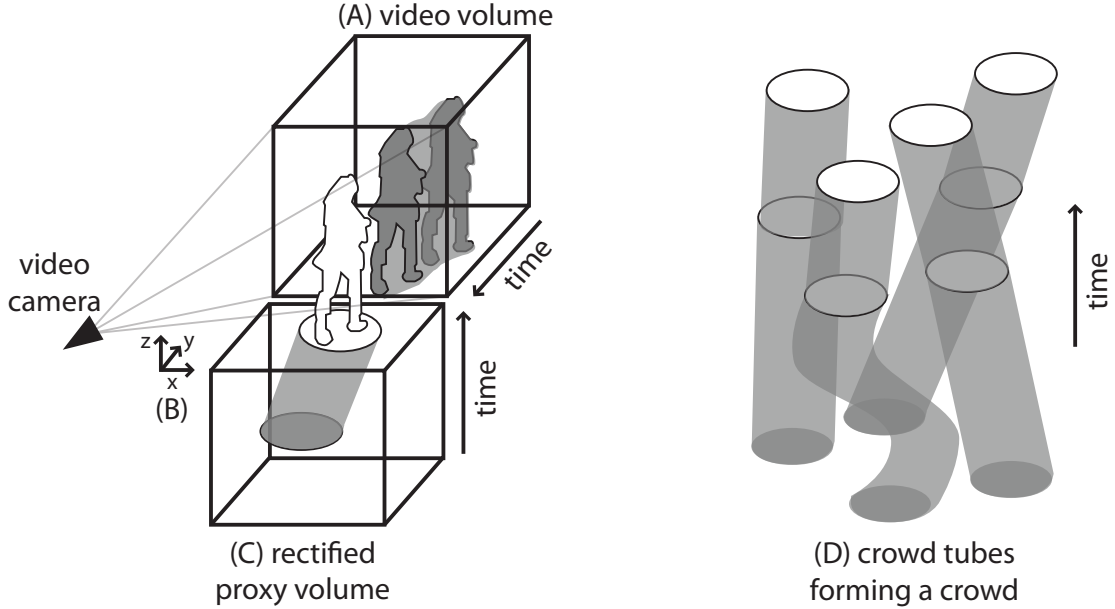 (A) video volume
video
camera
time
z
y
x
(B)
time
(C) rectified
proxy volume
time
(D) crowd tubes
forming a crowd